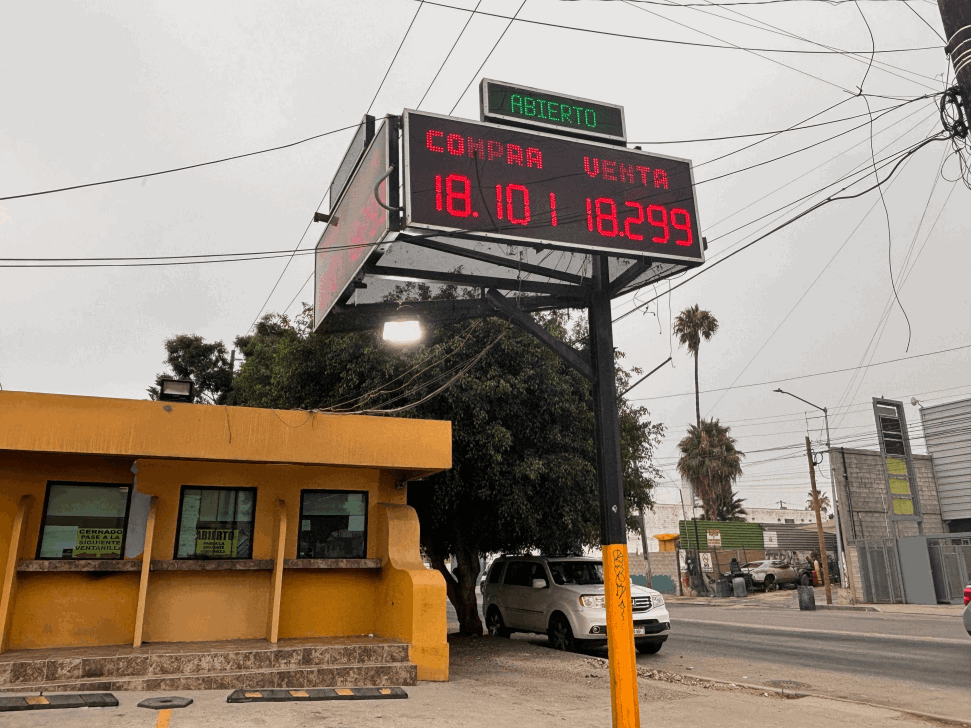 ABIERTO
COMPRA VENTA
18.101 18.299
CERRADO
PASE A LA
SIGUIENTE
VENTANILLA
ABIERTO